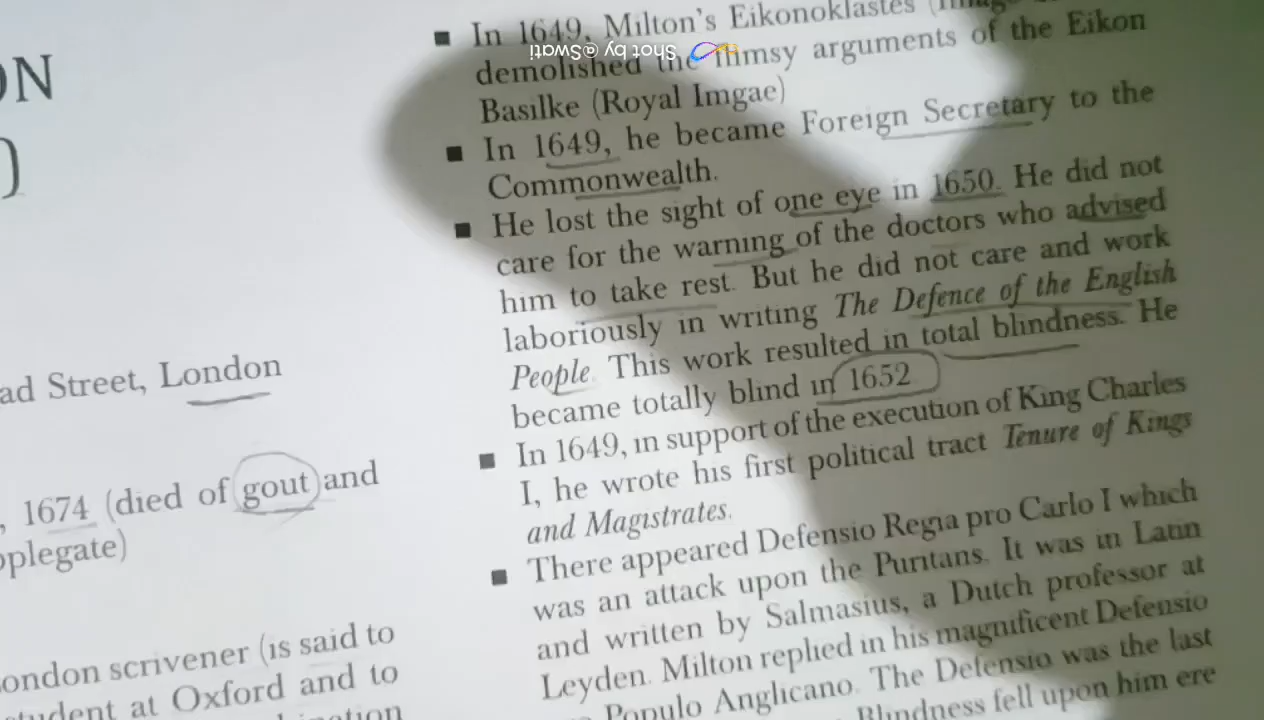 ON
)
ad Street, London
, 1674 (died of gout and
pplegate)
ondon scrivener (is said to
tudent at Oxford and to
In 1649, Milton's Eikonoklastes
demolished the flimsy arguments of the Eikon
Basilke (Royal Imgae)
In 1649, he became Foreign Secretary to the
Commonwealth.
He lost the sight of one eye in 1650. He did not
care for the warning of the doctors who advised
him to take rest. But he did not care and work
laboriously in writing The Defence of the English
People. This work resulted in total blindness. He
became totally blind in 1652
In 1649, in support of the execution of King Charles
I, he wrote his first political tract Tenure of Kings
and Magistrates.
There appeared Defensio Regia pro Carlo I which
was an attack upon the Puritans. It was in Latin
and written by Salmasius, a Dutch professor at
Leyden. Milton replied in his magnificent Defensio
Populo Anglicano. The Defensio was the last
Blindness fell upon him ere
Shot by @Swati